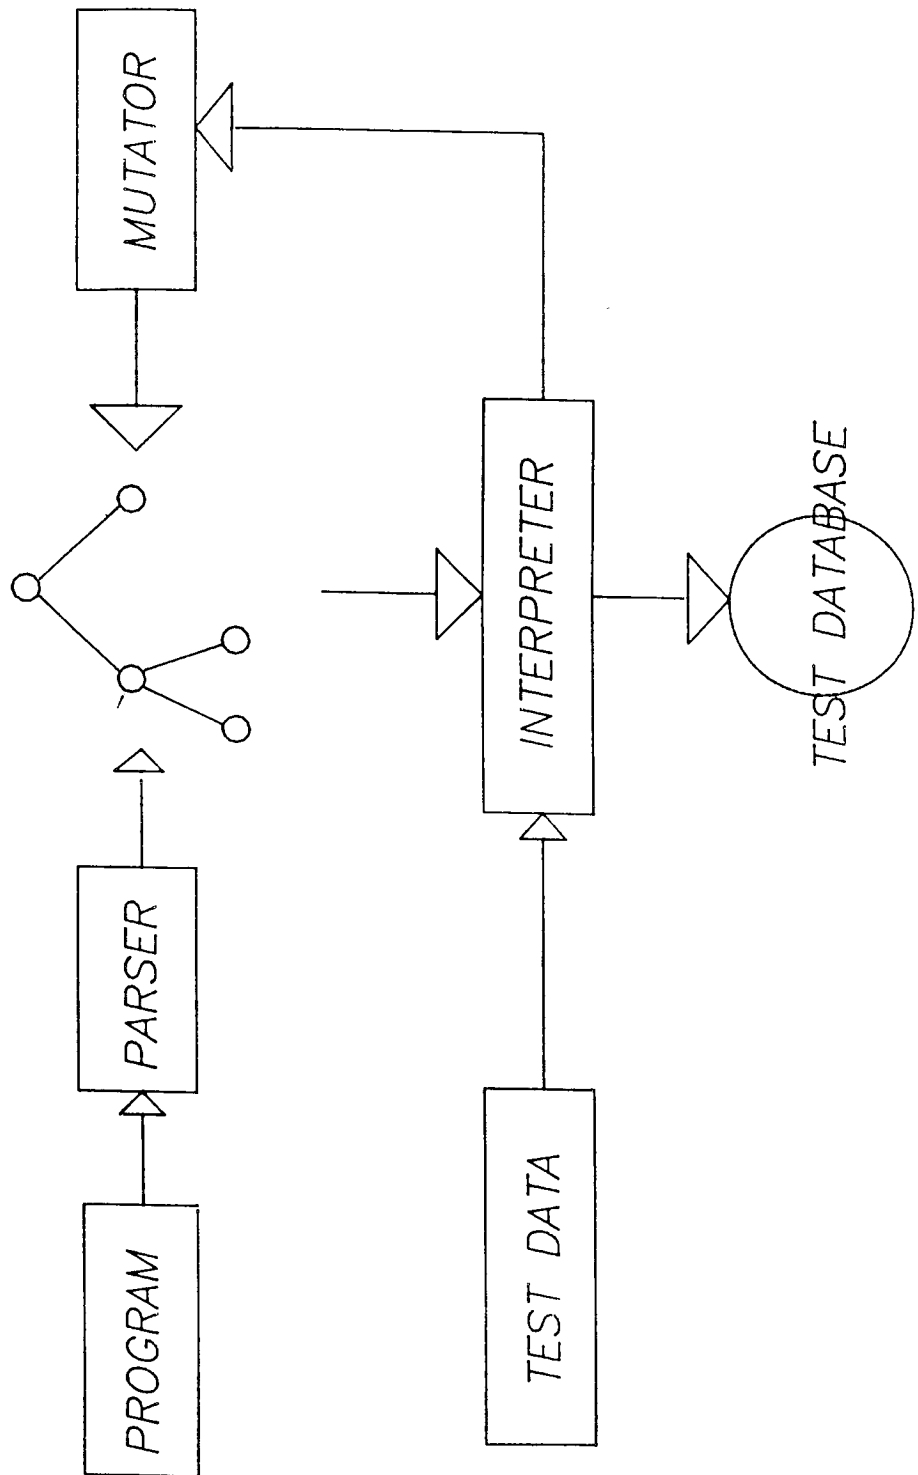 PROGRAM
PARSER
MUTATOR
TEST DATA
INTERPRETER
TEST DATABASE